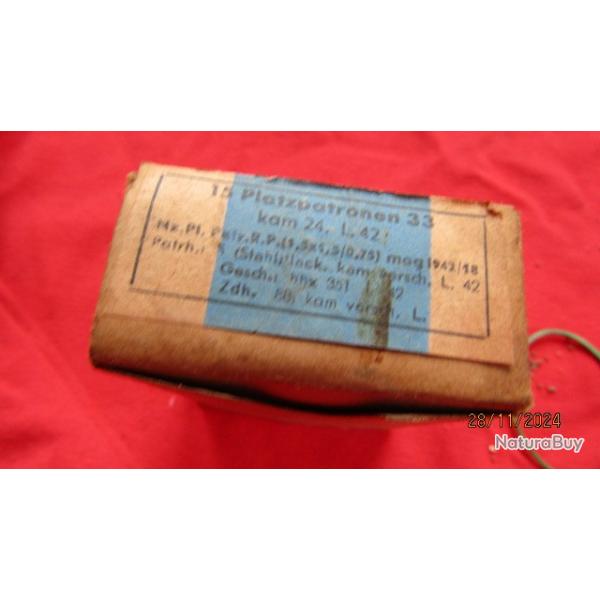 15 Platzpatronen 33
kam 24. L. 42
Nz. Pl. Patr. R. P. (1,5x1,5/0,75) mog 1942/18
Patrh.: (Stahl) lack. kam versch. L. 42
Gesch.: hhx 351 42
Zdh. 88: kam versch. L.
28/11/2024
NaturaBuy